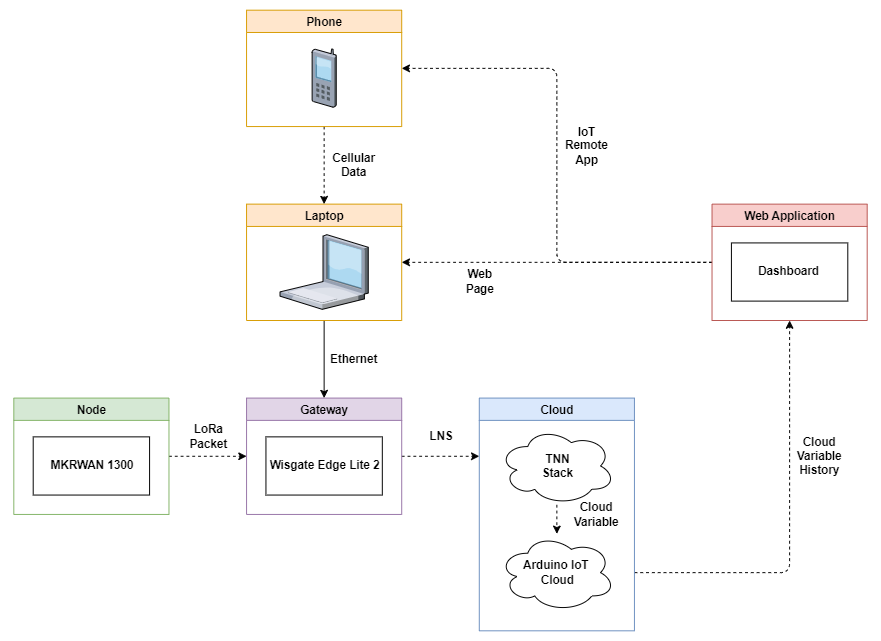 Phone
IoT
Remote
App
Cellular
Data
Laptop
Web Application
Dashboard
Web
Page
Ethernet
Node
Gateway
Cloud
MKRWAN 1300
LoRa
Packet
Wisgate Edge Lite 2
LNS
TNN
Stack
Cloud
Variable
Arduino IoT
Cloud
Cloud
Variable
History